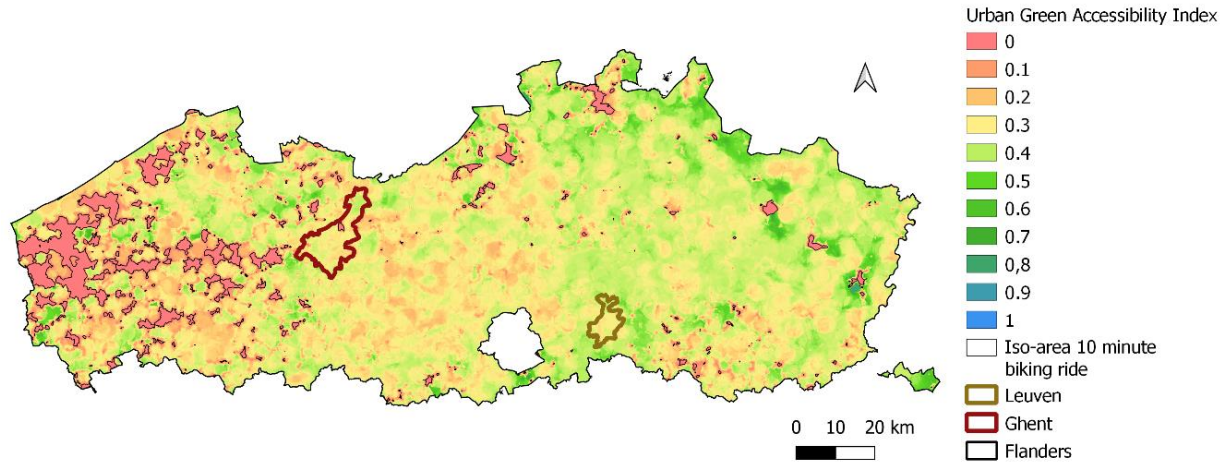 Urban Green Accessibility Index
0
0.1
0.2
0.3
0.4
0.5
0.6
0.7
0,8
0.9
1
Iso-area 10 minute
biking ride
Leuven
Ghent
Flanders
0 10 20 km